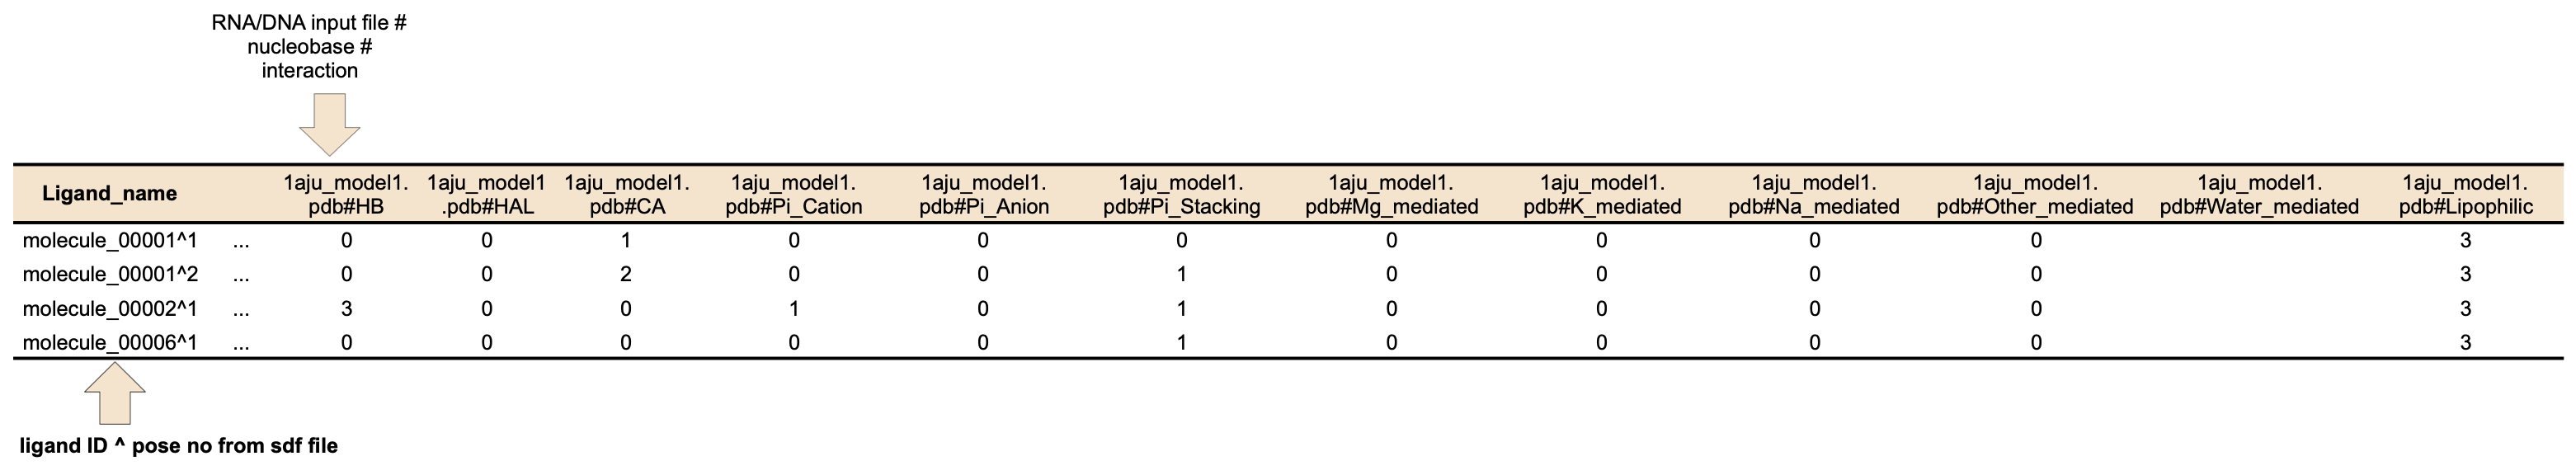 RNA/DNA input file #
nucleobase #
interaction
Ligand_name 1aju_model1. 1aju_model1 1aju_model1. 1aju_model1. 1aju_model1. 1aju_model1. 1aju_model1. 1aju_model1. 1aju_model1. 1aju_model1. 1aju_model1. 1aju_model1.
pdb#HB .pdb#HAL pdb#CA pdb#Pi_Cation pdb#Pi_Anion pdb#Pi_Stacking pdb#Mg_mediated pdb#K_mediated pdb#Na_mediated pdb#Other_mediated pdb#Water_mediated pdb#Lipophilic
molecule_00001^1 ... 0 0 1 0 0 0 0 0 0 0 3
molecule_00001^2 ... 0 0 2 0 0 1 0 0 0 0 3
molecule_00002^1 ... 3 0 0 1 0 1 0 0 0 0 3
molecule_00006^1 ... 0 0 0 0 0 1 0 0 0 0 3
ligand ID ^ pose no from sdf file